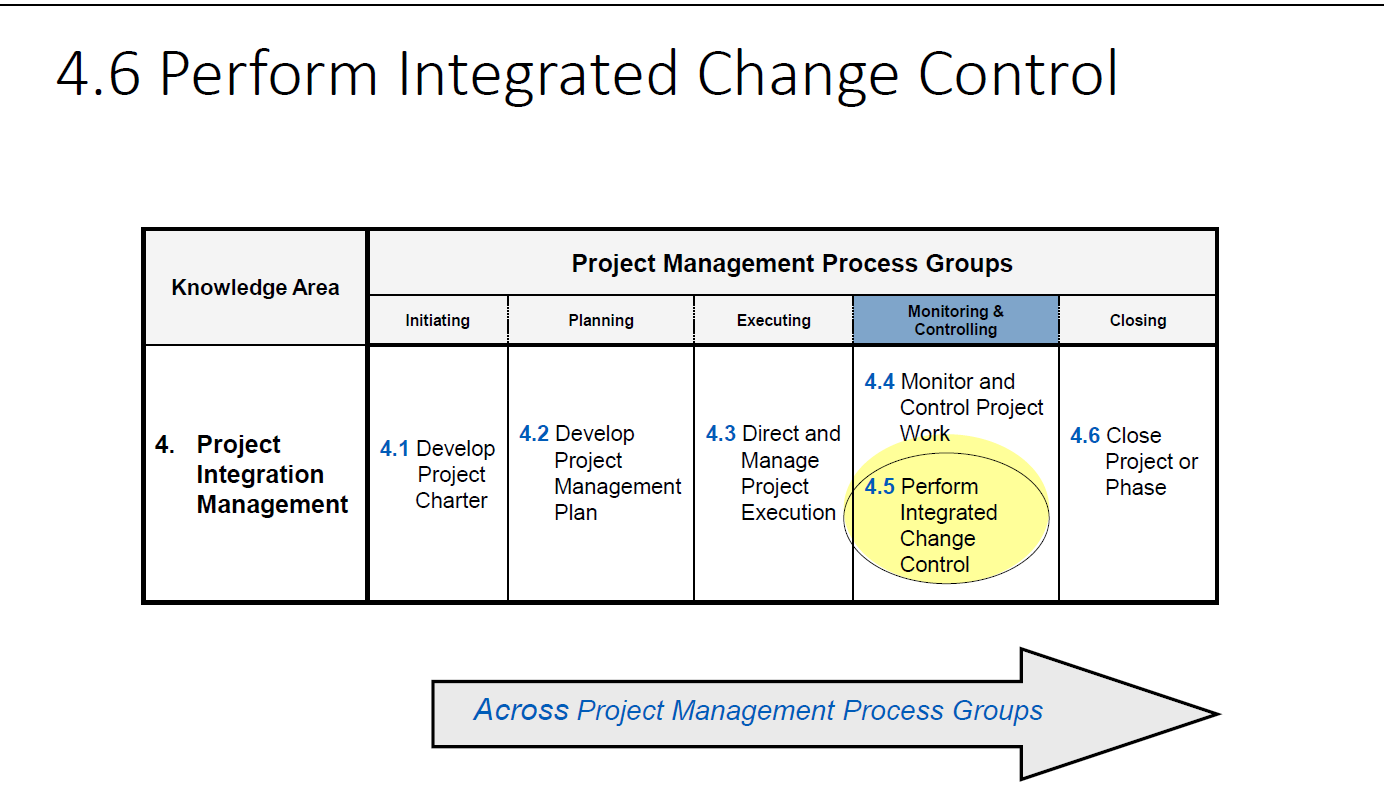 4.6 Perform Integrated Change Control
Knowledge Area
Project Management Process Groups
Initiating
Planning
Executing
Monitoring &
Controlling
Closing
4. Project
Integration
Management
4.1 Develop
Project
Charter
4.2 Develop
Project
Management
Plan
4.3 Direct and
Manage
Project
Execution
4.4 Monitor and
Control Project
Work
4.5 Perform
Integrated
Change
Control
4.6 Close
Project or
Phase
Across Project Management Process Groups